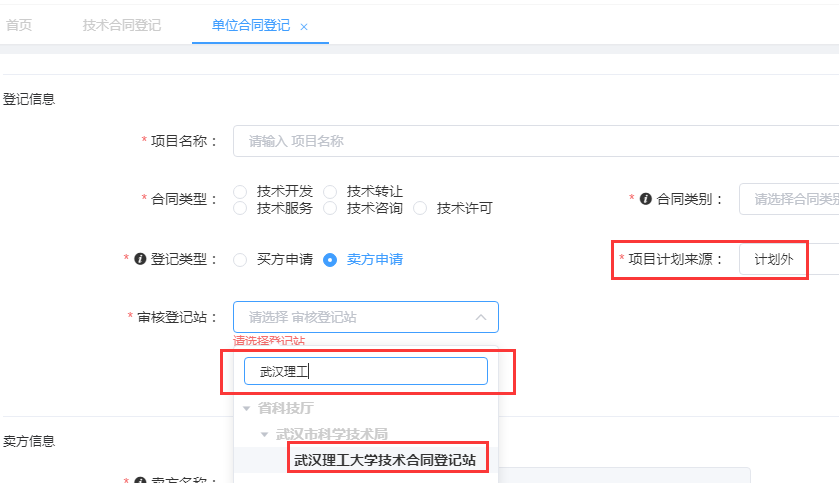 首页 技术合同登记 单位合同登记 ×
登记信息
* 项目名称： 请输入 项目名称
* 合同类型： 技术开发 技术转让
技术服务 技术咨询 技术许可
* 合同类别： 请选择合同类别
* 登记类型： 买方申请 卖方申请 * 项目计划来源： 计划外
* 审核登记站： 请选择 审核登记站
请选择登记站
武汉理工
省科技厅
武汉市科学技术局
卖方信息
武汉理工大学技术合同登记站
* 卖方名称：